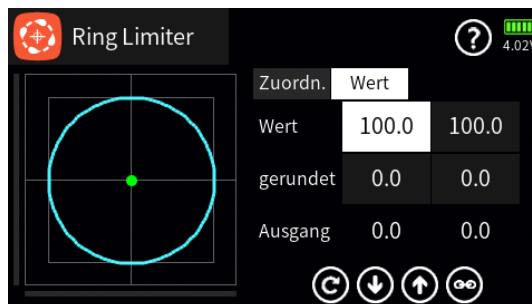 Ring Limiter
?
4.02V
Zuordn. Wert
Wert 100.0 100.0
gerundet 0.0 0.0
Ausgang 0.0 0.0